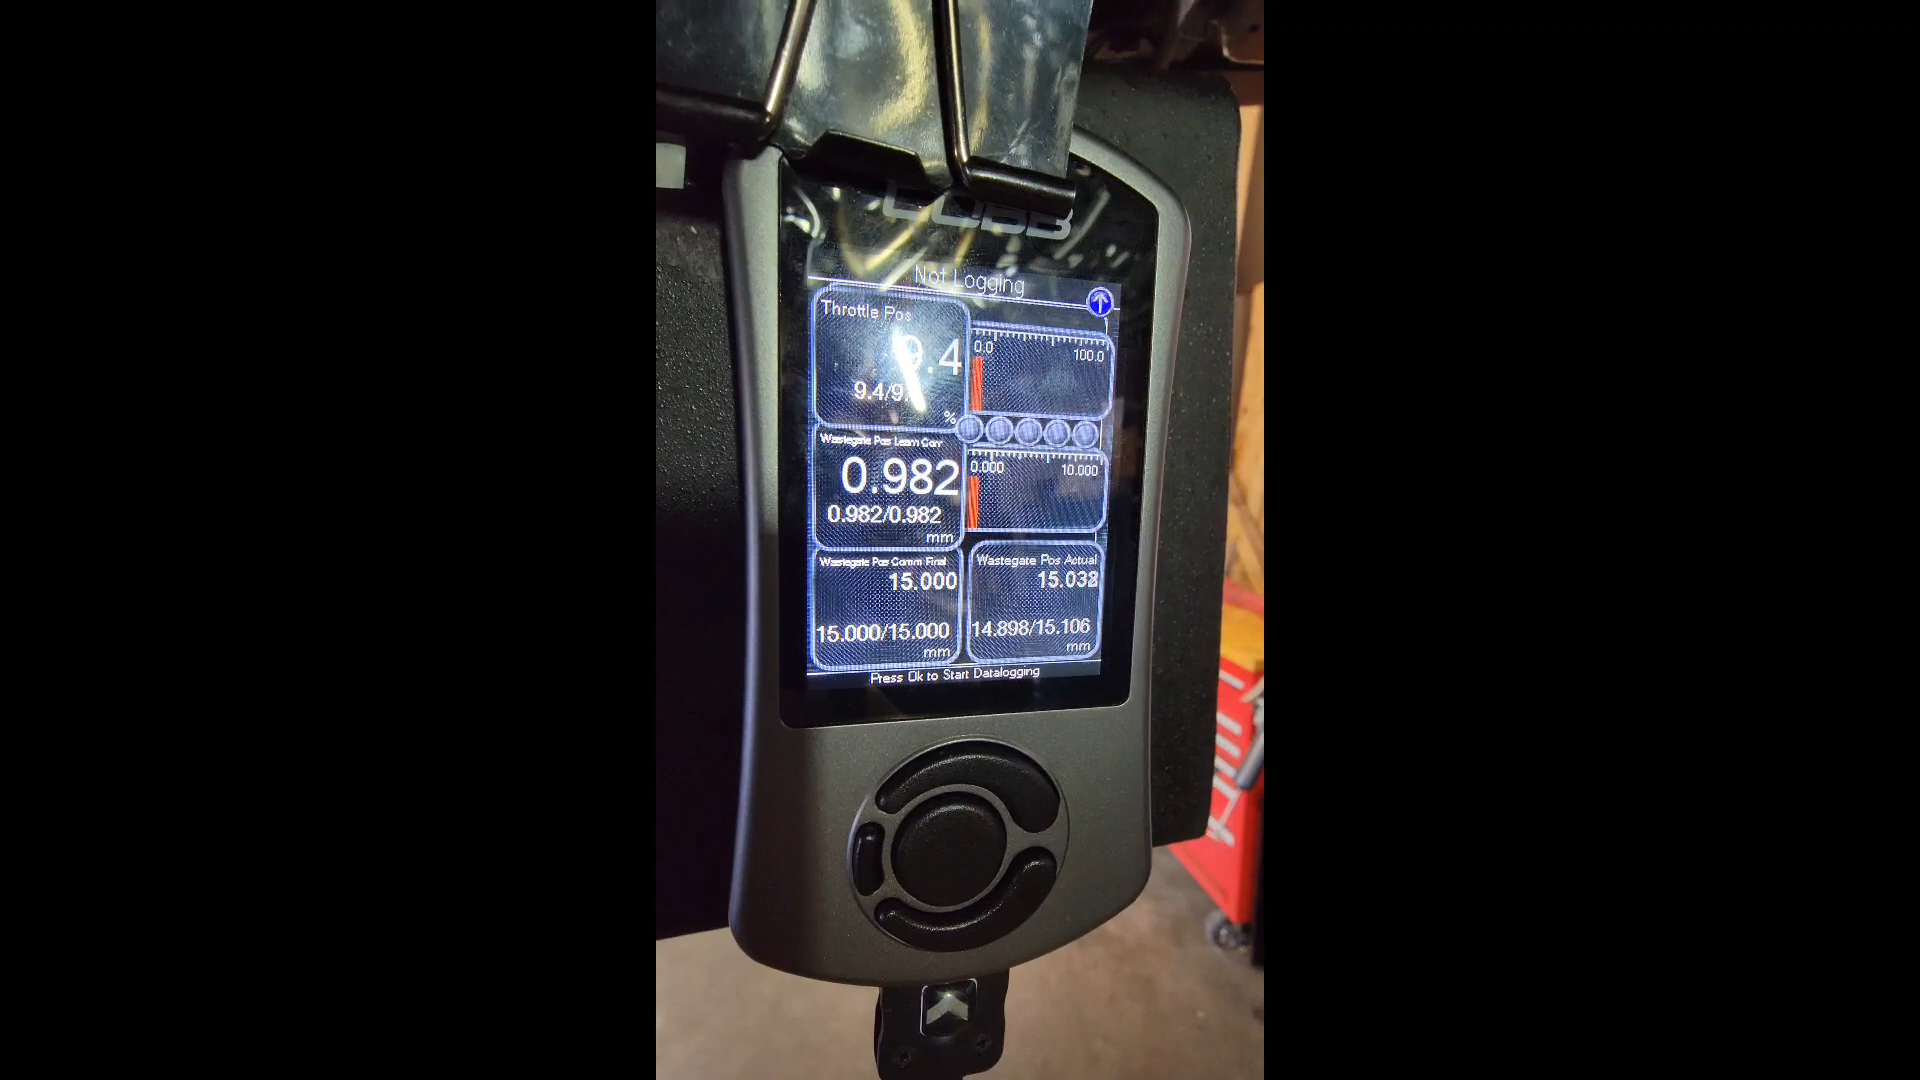 COBB
Not Logging
Throttle Pos
9.4
9.4/9.
%
0.0 100.0
Wastegate Pos Learn Corr
0.982
0.982/0.982
mm
0.000 10.000
Wastegate Pos Comm Final
15.000
15.000/15.000
mm
Wastegate Pos Actual
15.038
14.898/15.106
mm
Press Ok to Start Datalogging